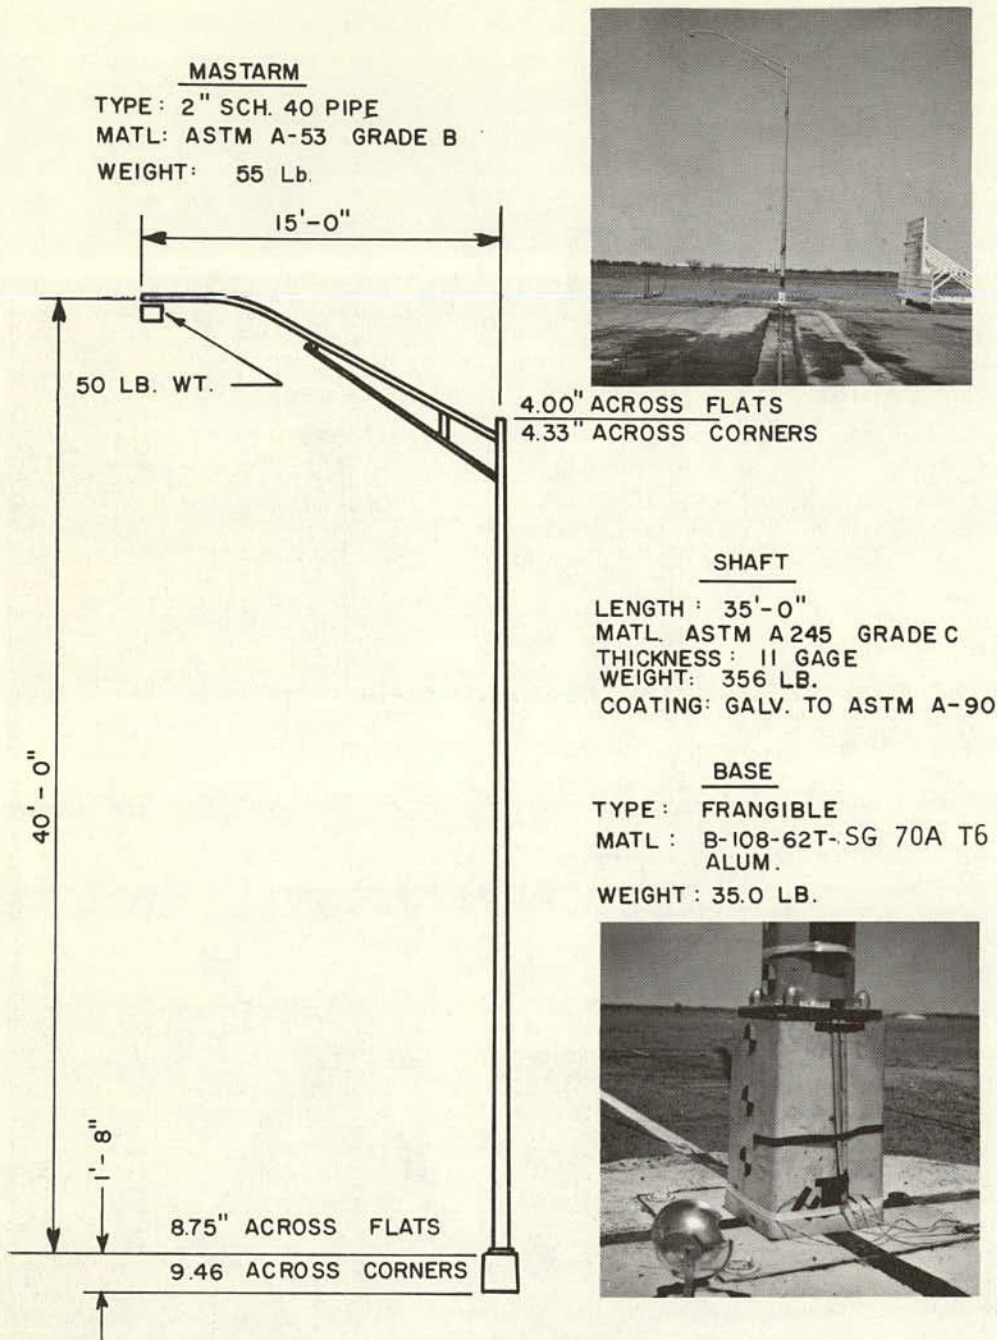 MASTARM
TYPE: 2" SCH. 40 PIPE
MATL: ASTM A-53 GRADE B
WEIGHT: 55 Lb.
15'-0"
50 LB. WT.
4.00" ACROSS FLATS
4.33" ACROSS CORNERS
SHAFT
LENGTH: 35'-0"
MATL. ASTM A245 GRADE C
THICKNESS: 11 GAGE
WEIGHT: 356 LB.
COATING: GALV. TO ASTM A-90
40'-0"
BASE
TYPE: FRANGIBLE
MATL: B-108-62T-SG 70A T6
ALUM.
WEIGHT: 35.0 LB.
1'-8"
8.75" ACROSS FLATS
9.46 ACROSS CORNERS